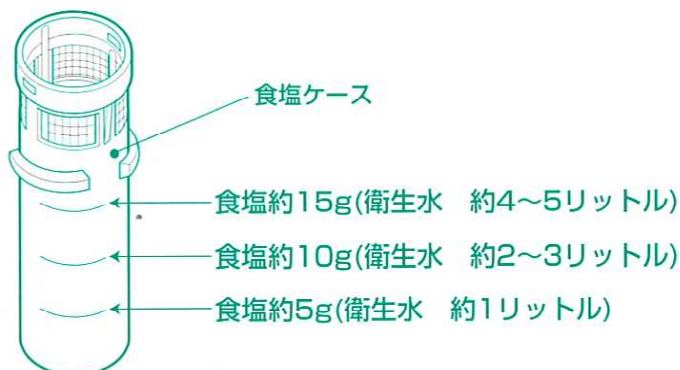 食塩ケース
食塩約15g(衛生水　約4〜5リットル)
食塩約10g(衛生水　約2〜3リットル)
食塩約5g(衛生水　約1リットル)